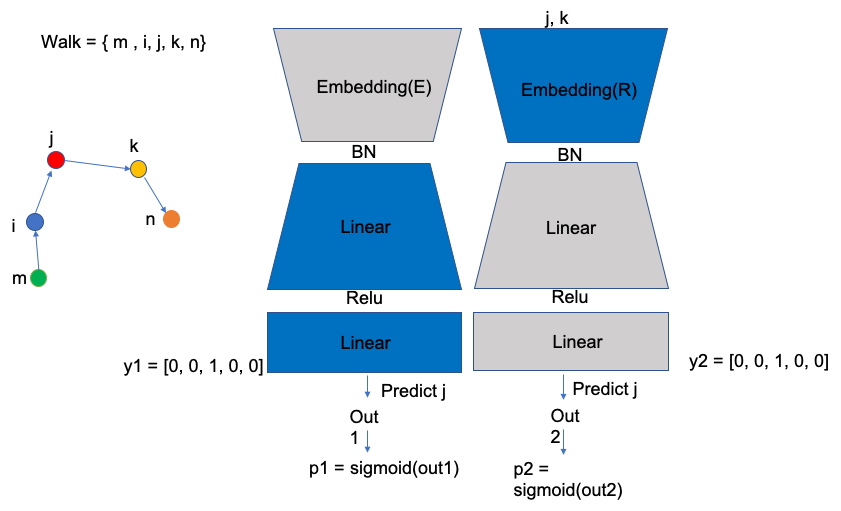 j, k
Walk = { m , i, j, k, n}
Embedding(E)
Embedding(R)
j
k
BN
BN
i
n
Linear
Linear
m
Relu
Relu
Linear
Linear
y1 = [0, 0, 1, 0, 0]
y2 = [0, 0, 1, 0, 0]
Predict j
Predict j
Out
1
Out
2
p1 = sigmoid(out1)
p2 =
sigmoid(out2)